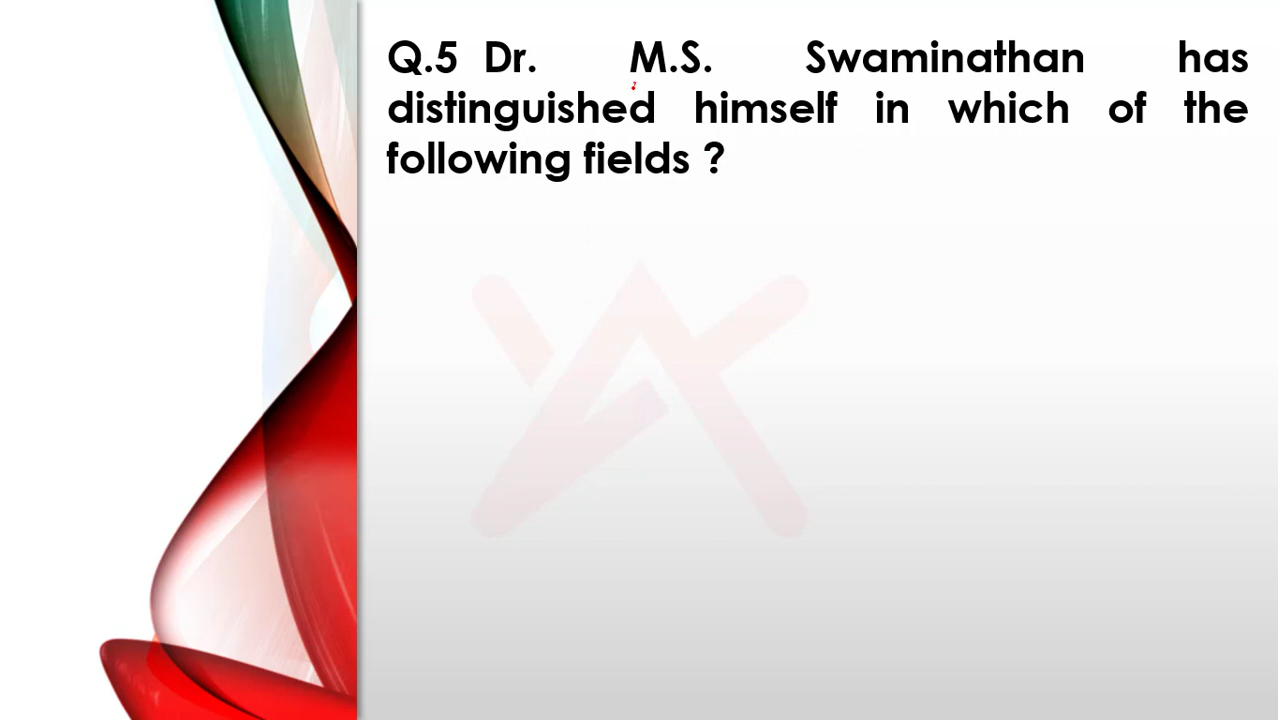 Q.5 Dr. M.S. Swaminathan has
distinguished himself in which of the
following fields ?